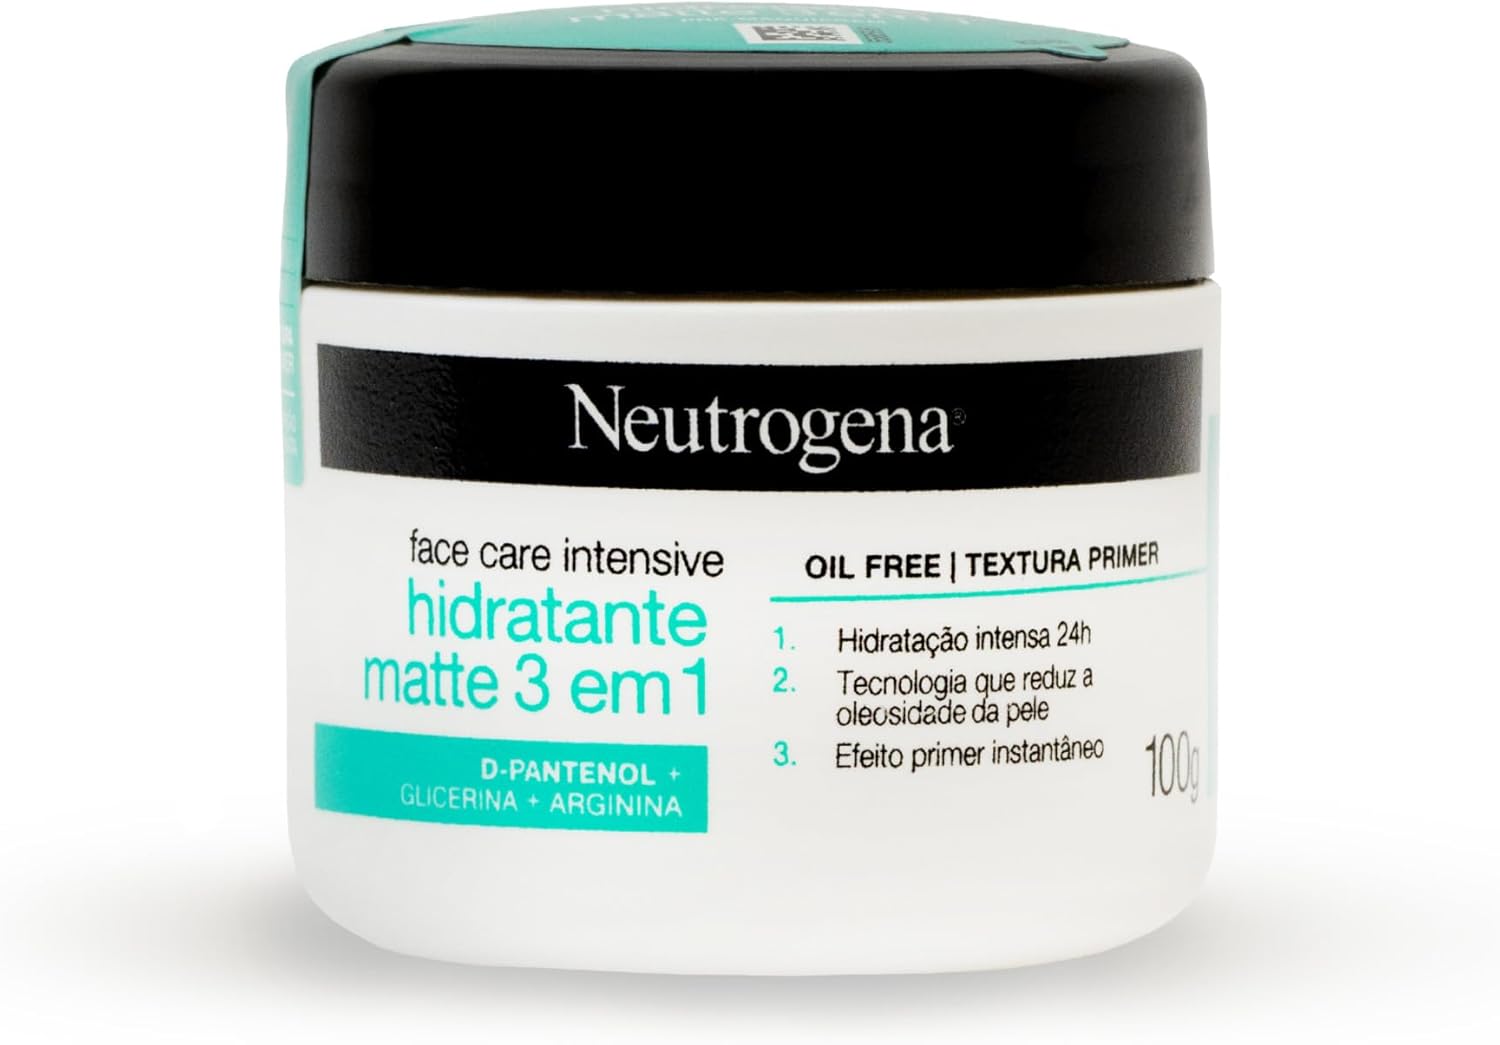 Neutrogena®
face care intensive
hidratante
matte 3 em 1
D-PANTENOL +
GLICERINA + ARGININA
OIL FREE | TEXTURA PRIMER
1. Hidratação intensa 24h
2. Tecnologia que reduz a
oleosidade da pele
3. Efeito primer instantâneo
100g